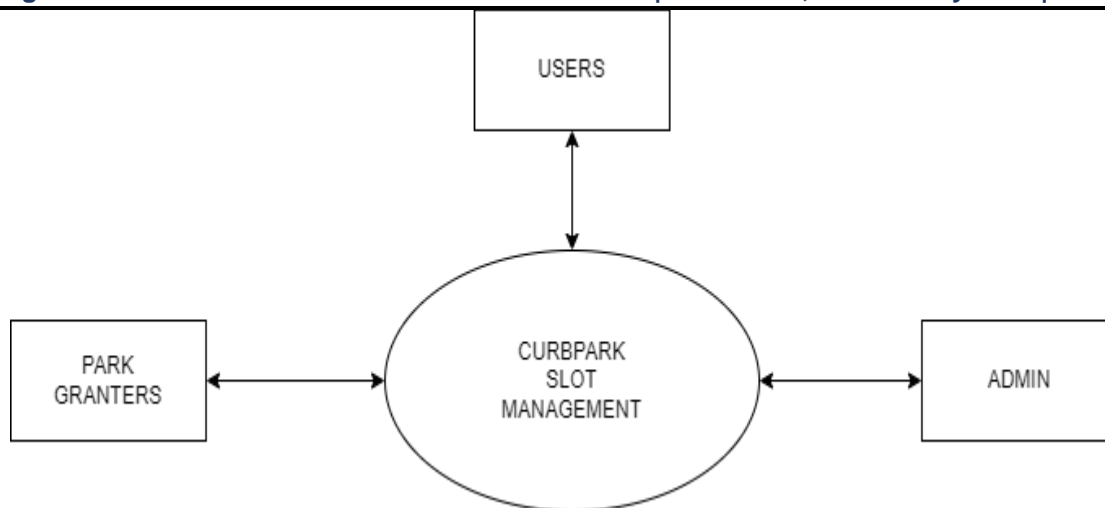 USERS
PARK
GRANTERS
CURBPARK
SLOT
MANAGEMENT
ADMIN